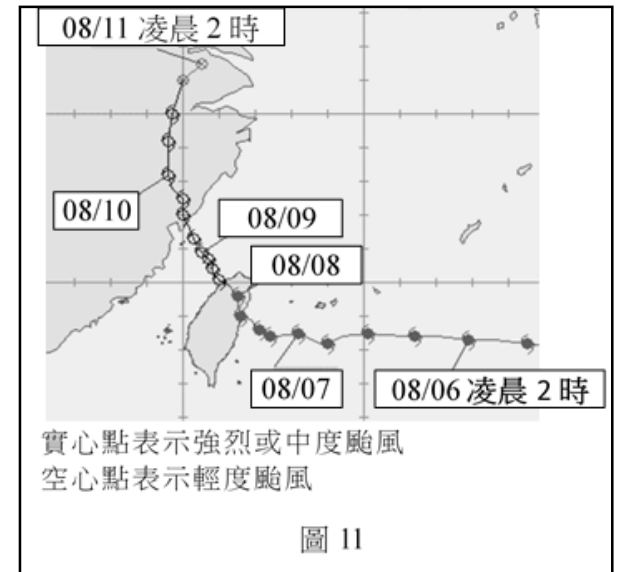 08/11 凌晨 2 時
08/10
08/09
08/08
08/07
08/06 凌晨 2 時
實心點表示強烈或中度颱風
空心點表示輕度颱風
圖 11